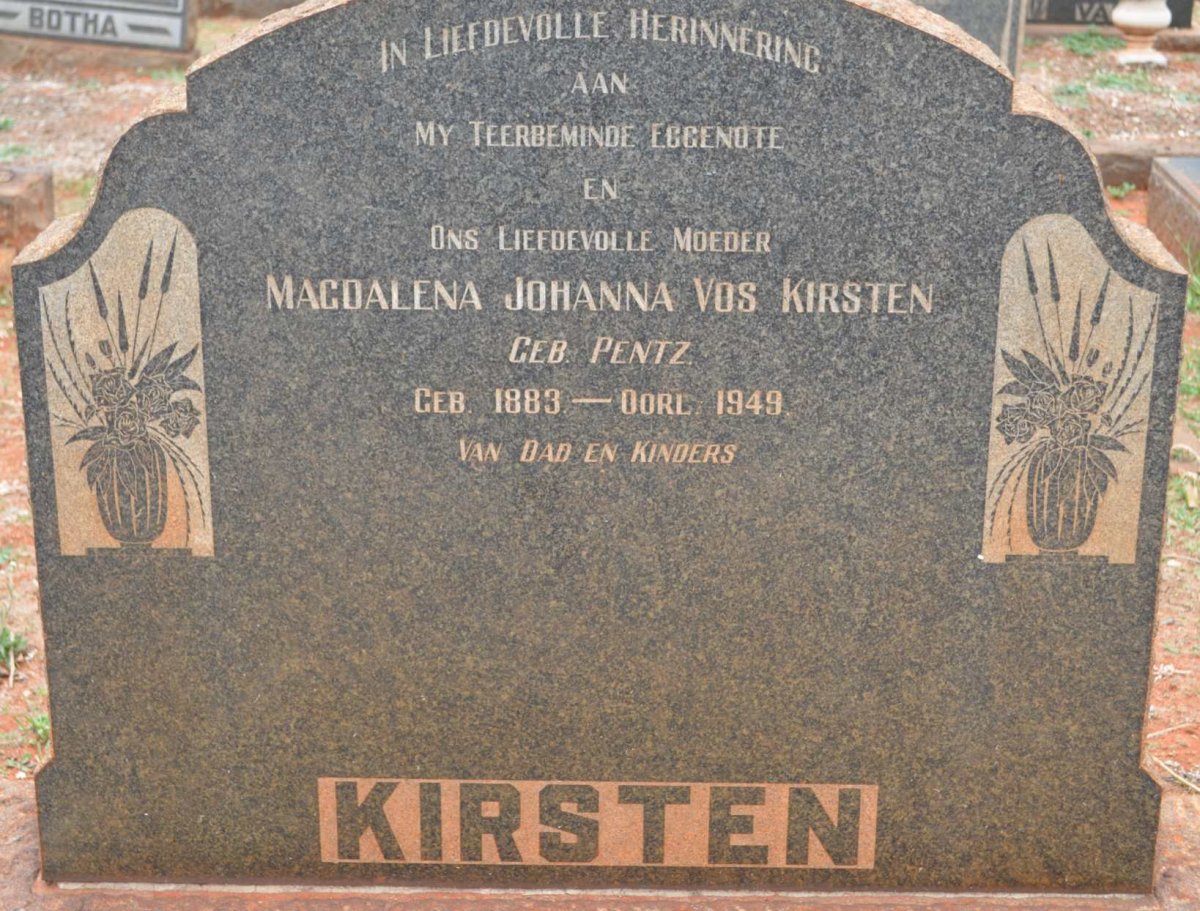 BOTHA
VA
IN LIEFDEVOLLE HERINNERING
AAN
MY TEERBEMINDE EGGENOTE
EN
ONS LIEFDEVOLLE MOEDER
MAGDALENA JOHANNA VOS KIRSTEN
GEB. PENTZ
GEB. 1883 — OORL. 1949.
VAN DAD EN KINDERS
KIRSTEN